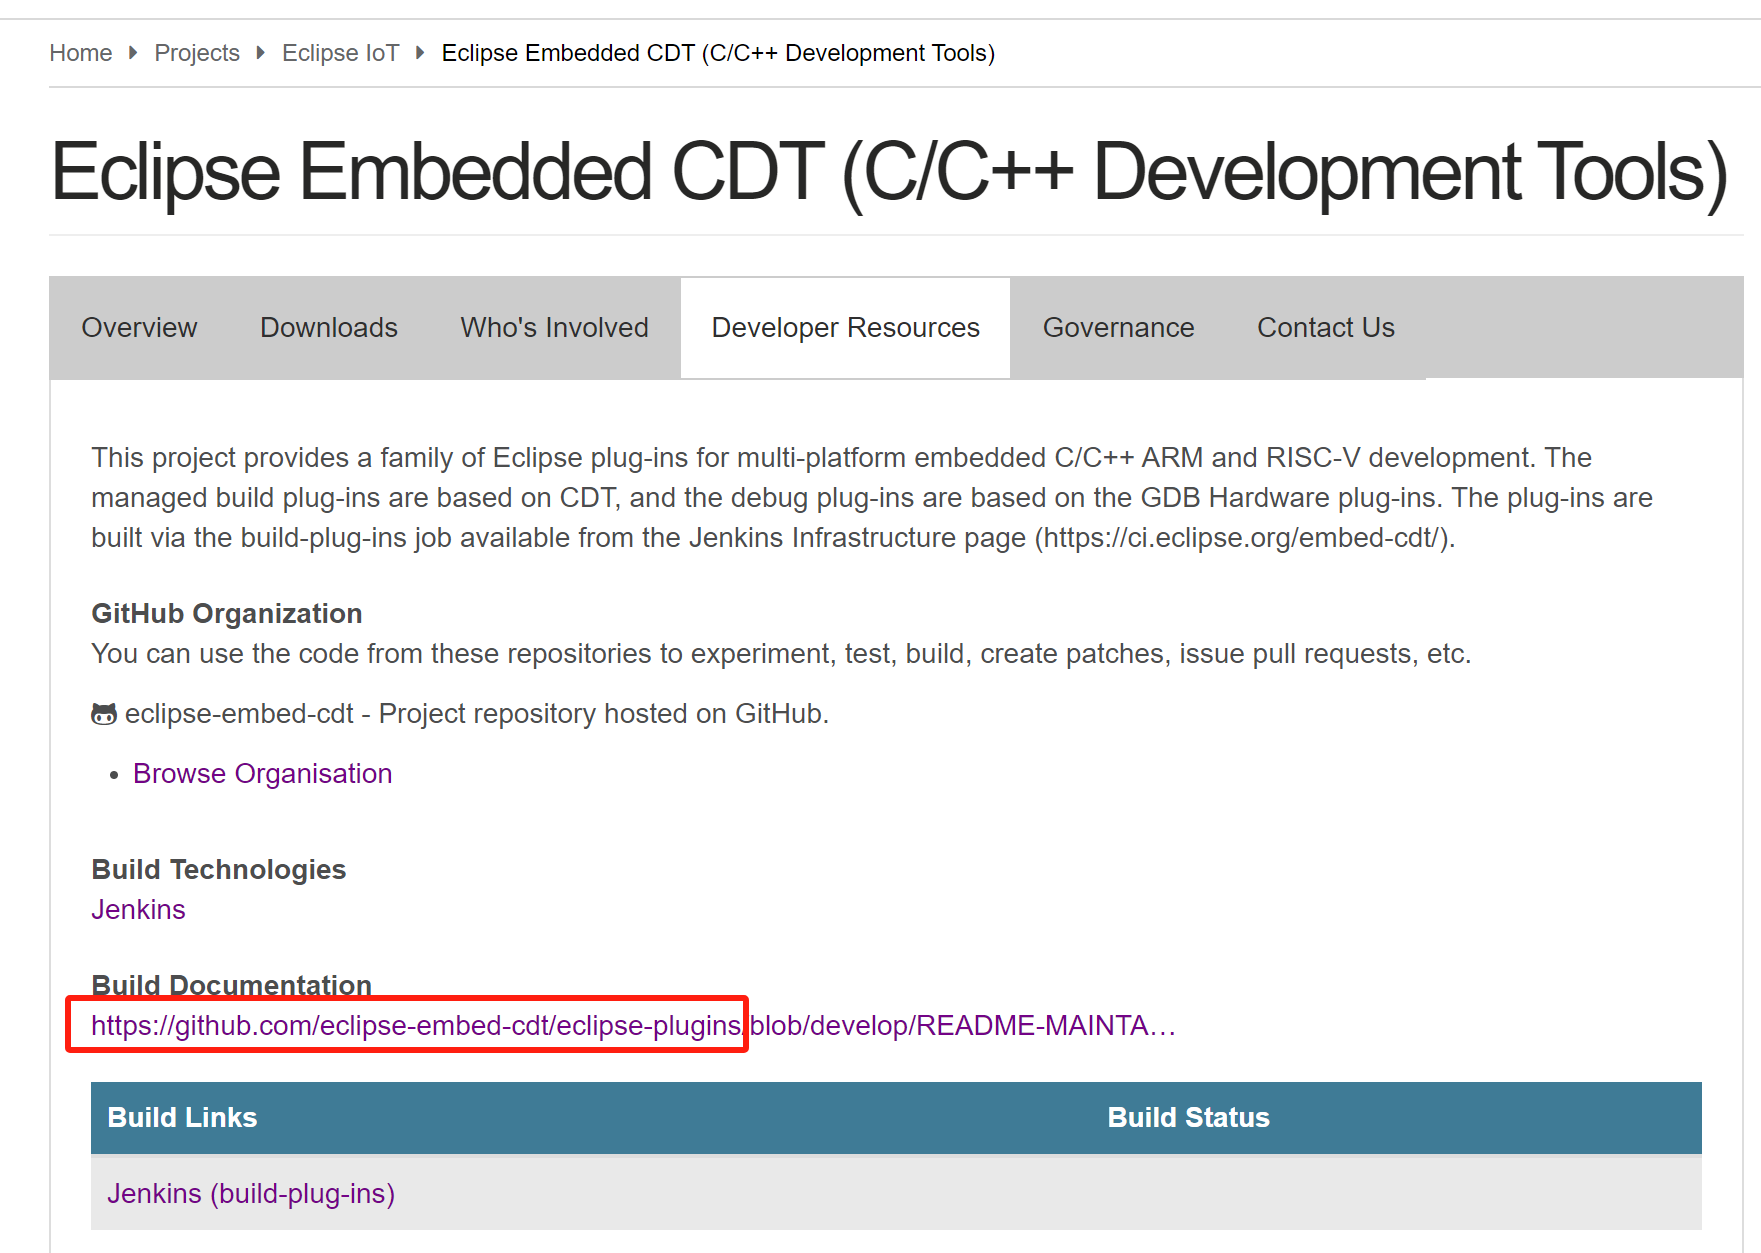 Home Projects Eclipse IoT Eclipse Embedded CDT (C/C++ Development Tools)
Eclipse Embedded CDT (C/C++ Development Tools)
Overview Downloads Who's Involved Developer Resources Governance Contact Us
This project provides a family of Eclipse plug-ins for multi-platform embedded C/C++ ARM and RISC-V development. The
managed build plug-ins are based on CDT, and the debug plug-ins are based on the GDB Hardware plug-ins. The plug-ins are
built via the build-plug-ins job available from the Jenkins Infrastructure page (https://ci.eclipse.org/embed-cdt/).
GitHub Organization
You can use the code from these repositories to experiment, test, build, create patches, issue pull requests, etc.
eclipse-embed-cdt - Project repository hosted on GitHub.
• Browse Organisation
Build Technologies
Jenkins
Build Documentation
https://github.com/eclipse-embed-cdt/eclipse-plugins/blob/develop/README-MAINTA…
Build Links Build Status
Jenkins (build-plug-ins)